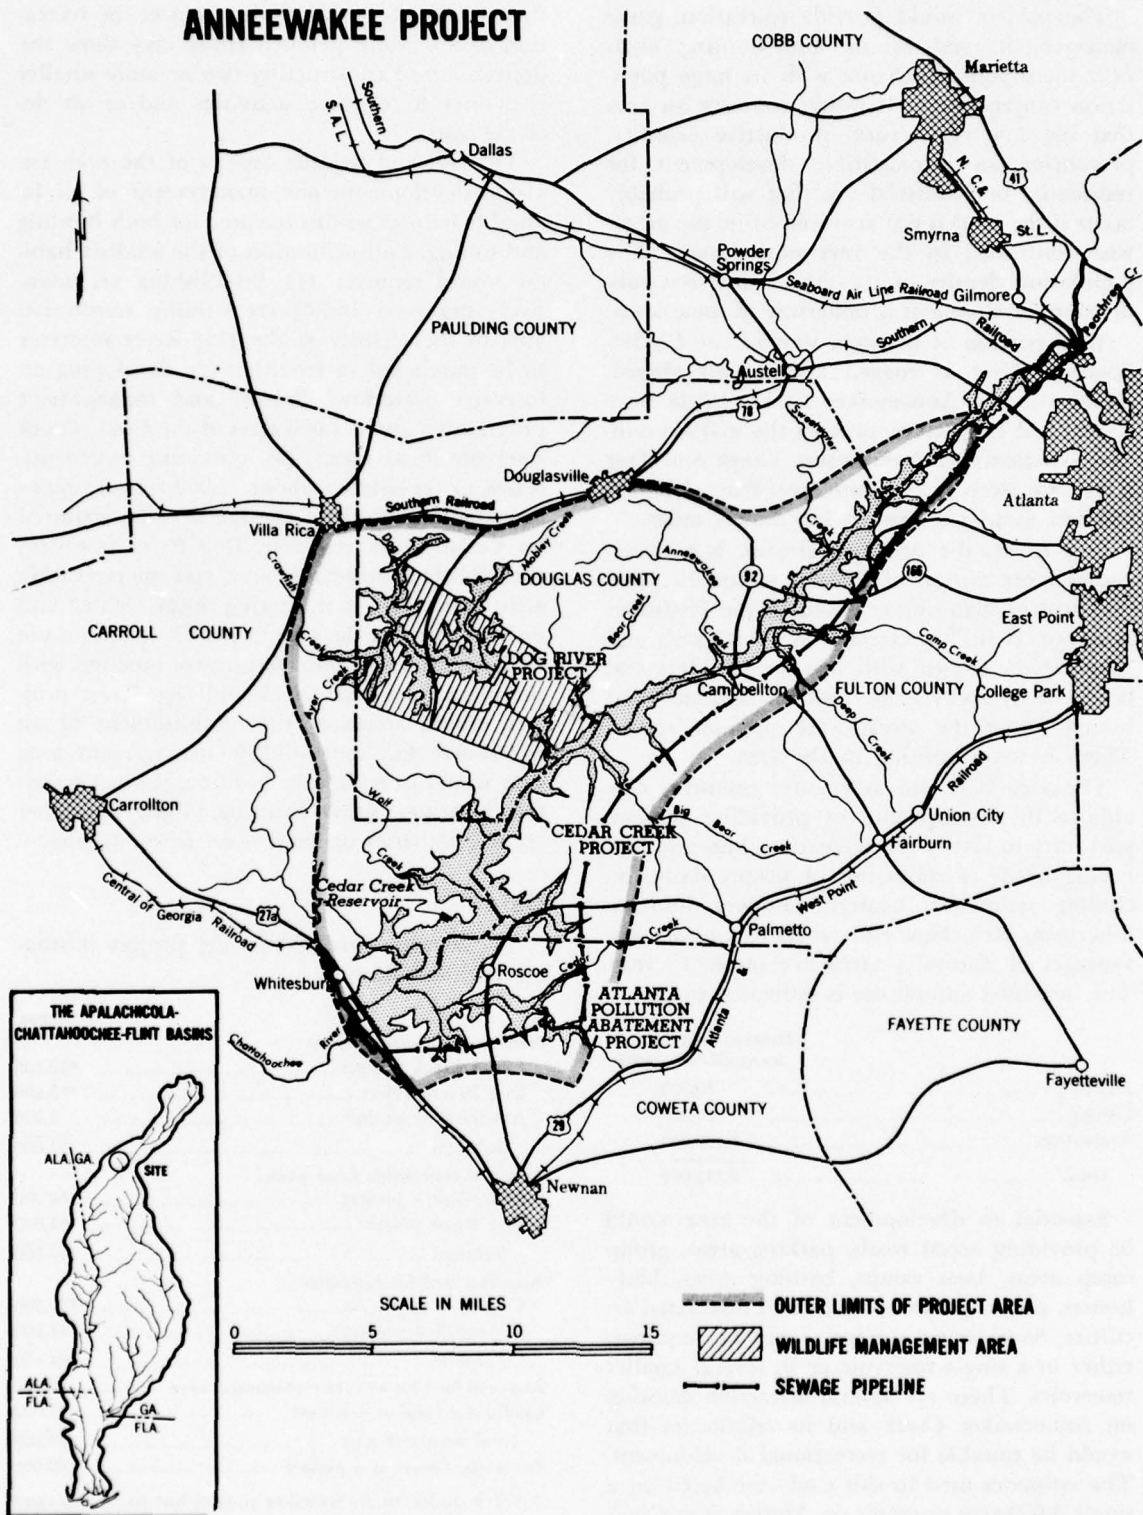 ANNEEWAKEE PROJECT
COBB COUNTY
Marietta
Southern
S. A. L.
Dallas
N. C. &
St. L.
41
Smyrna
Powder
Springs
Seaboard Air Line Railroad
Gilmore
Peachtree Cr.
PAULDING COUNTY
Southern
Railroad
Austell
78
Sweetwater
Creek
Douglasville
Atlanta
Villa Rica
Southern Railroad
Dog
River
Mobley Creek
Crawfish
Creek
DOUGLAS COUNTY
Anneewakee
Creek
92
166
Bear Creek
CARROLL COUNTY
East Point
Camp Creek
DOG RIVER
PROJECT
Campbellton
FULTON COUNTY
College Park
Deep
Creek
Hyer Creek
Railroad
Wolf
Creek
Carrollton
Union City
CEDAR CREEK
PROJECT
Big
Bear
Creek
Fairburn
Cedar Creek
Reservoir
West Point
Central of
Georgia
Railroad
27a
Creek
Cedar
Palmetto
Roscoe
Whitesburg
ATLANTA
POLLUTION
ABATEMENT
PROJECT
Atlanta
&
FAYETTE COUNTY
Chattahoochee
River
Fayetteville
COWETA COUNTY
29
Newnan
THE APALACHICOLA-
CHATTAHOOCHEE-FLINT BASINS
ALA.
GA.
SITE
ALA.
FLA.
GA.
FLA.
SCALE IN MILES
0 5 10 15
OUTER LIMITS OF PROJECT AREA
WILDLIFE MANAGEMENT AREA
SEWAGE PIPELINE